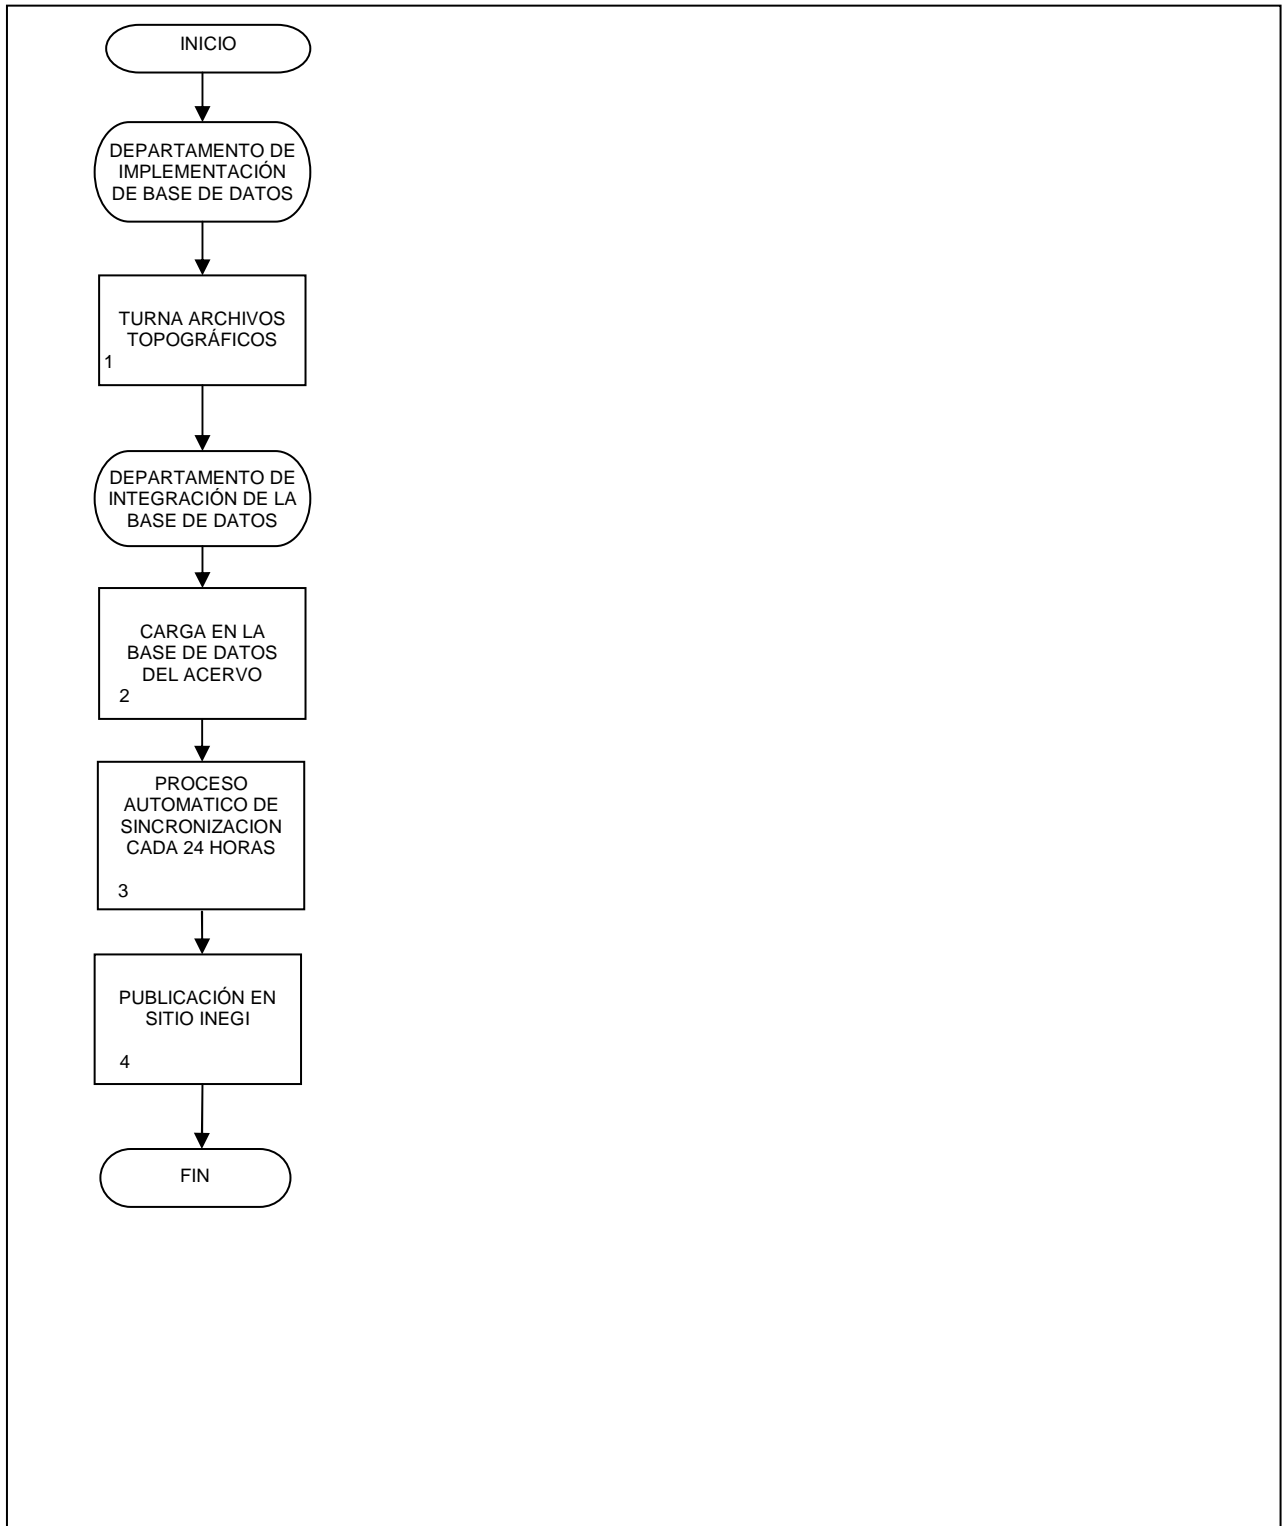 INICIO
DEPARTAMENTO DE
IMPLEMENTACIÓN
DE BASE DE DATOS
TURNA ARCHIVOS
TOPOGRÁFICOS
1
DEPARTAMENTO DE
INTEGRACIÓN DE LA
BASE DE DATOS
CARGA EN LA
BASE DE DATOS
DEL ACERVO
2
PROCESO
AUTOMATICO DE
SINCRONIZACION
CADA 24 HORAS
3
PUBLICACIÓN EN
SITIO INEGI
4
FIN